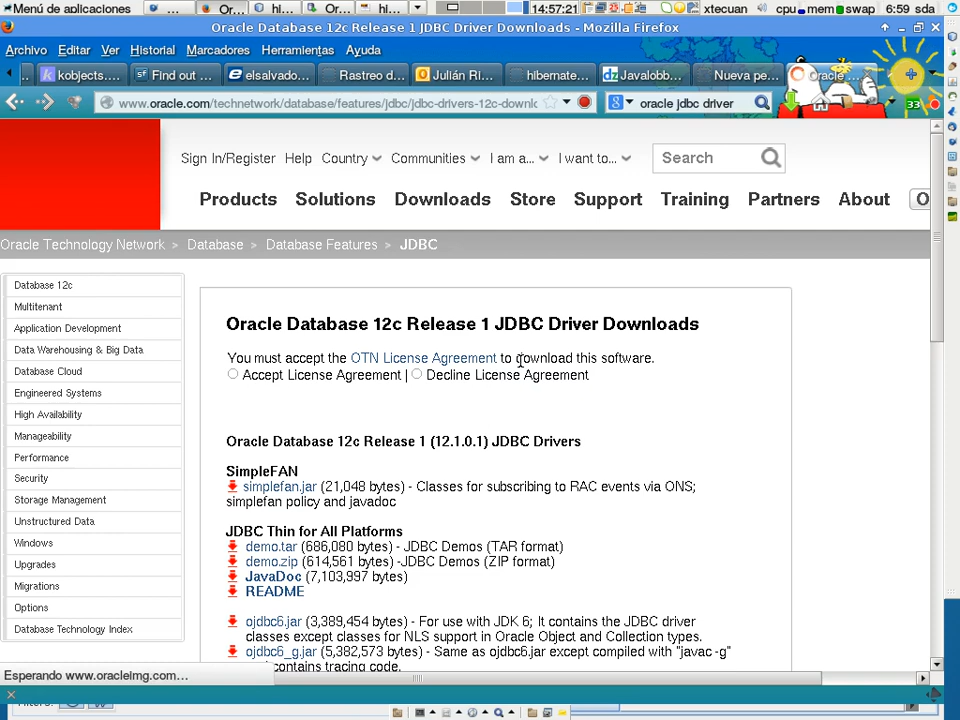 Menú de aplicaciones
...
Or...
hi...
Or...
hi...
14:57:21
xtecuan
cpu
mem
swap
6:59 sda
Oracle Database 12c Release 1 JDBC Driver Downloads - Mozilla Firefox
Archivo Editar Ver Historial Marcadores Herramientas Ayuda
kobjects....
Find out ...
elsalvado...
Rastreo d...
Julián Rí...
hibernate...
Javalobb...
Nueva pe...
Oracle ...
www.oracle.com/technetwork/database/features/jdbc/jdbc-drivers-12c-downl
oracle jdbc driver
33
Sign In/Register Help Country Communities I am a... I want to... Search
Products Solutions Downloads Store Support Training Partners About O
Oracle Technology Network > Database > Database Features > JDBC
Database 12c
Multitenant
Application Development
Data Warehousing & Big Data
Database Cloud
Engineered Systems
High Availability
Manageability
Performance
Security
Storage Management
Unstructured Data
Windows
Upgrades
Migrations
Options
Database Technology Index
Oracle Database 12c Release 1 JDBC Driver Downloads
You must accept the OTN License Agreement to download this software.
Accept License Agreement | Decline License Agreement
Oracle Database 12c Release 1 (12.1.0.1) JDBC Drivers
SimpleFAN
simplefan.jar (21,048 bytes) - Classes for subscribing to RAC events via ONS;
simplefan policy and javadoc
JDBC Thin for All Platforms
demo.tar (686,080 bytes) - JDBC Demos (TAR format)
demo.zip (614,561 bytes) -JDBC Demos (ZIP format)
JavaDoc (7,103,997 bytes)
README
ojdbc6.jar (3,389,454 bytes) - For use with JDK 6; It contains the JDBC driver
classes except classes for NLS support in Oracle Object and Collection types.
ojdbc6_g.jar (5,382,573 bytes) - Same as ojdbc6.jar except compiled with "javac -g"
contains tracing code.
Esperando www.oracleimg.com...